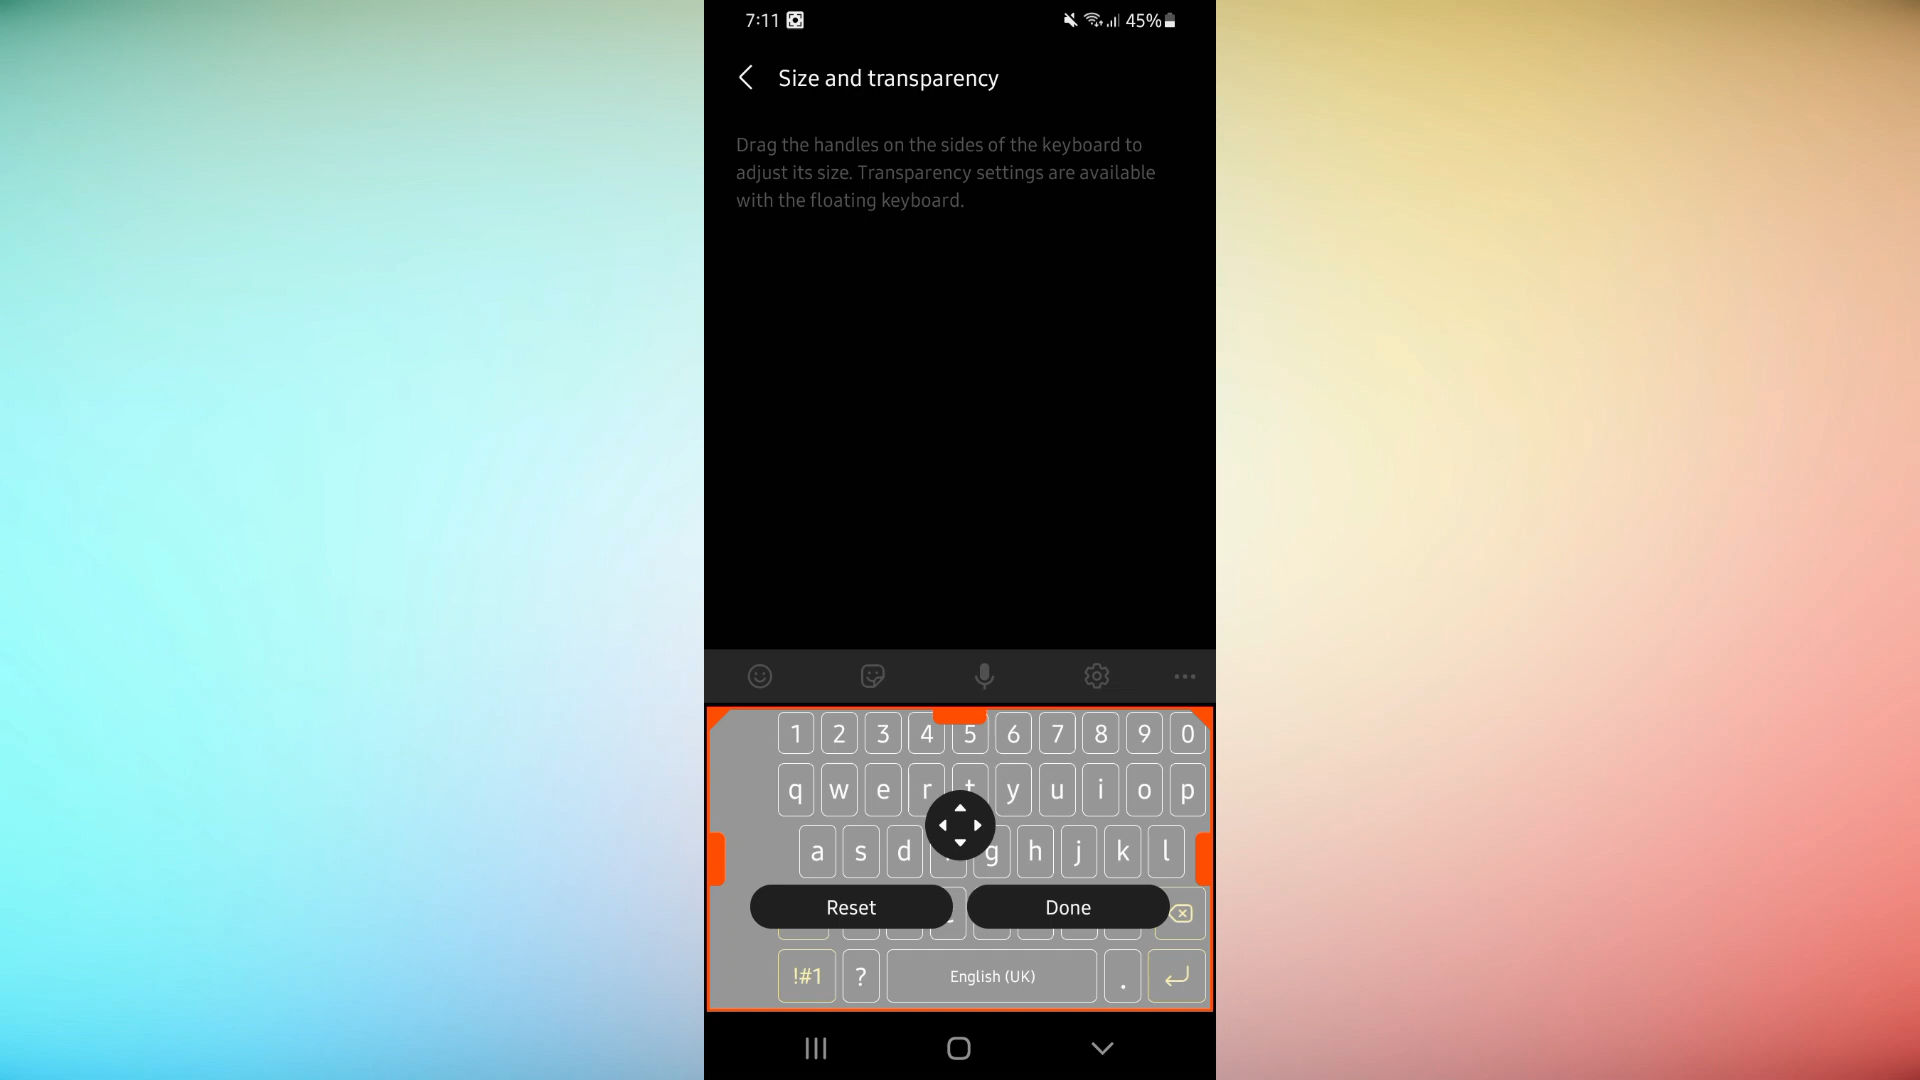 7:11 45%
Size and transparency
Drag the handles on the sides of the keyboard to
adjust its size. Transparency settings are available
with the floating keyboard.
1 2 3 4 5 6 7 8 9 0
q w e r t y u i o p
a s d g h j k l
Reset Done
!#1 ? English (UK) .